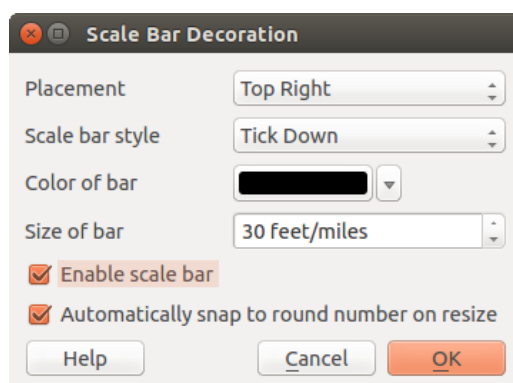 Scale Bar Decoration
Placement Top Right
Scale bar style Tick Down
Color of bar
Size of bar 30 feet/miles
Enable scale bar
Automatically snap to round number on resize
Help Cancel OK